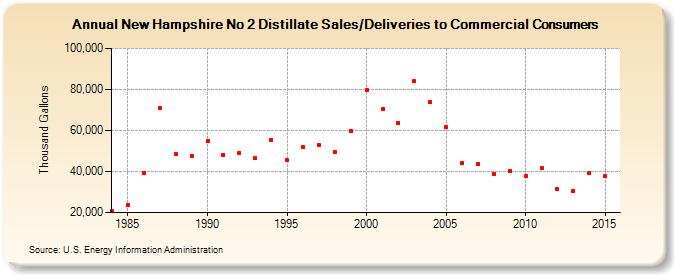 Annual New Hampshire No 2 Distillate Sales/Deliveries to Commercial Consumers
Thousand Gallons
100,000
80,000
60,000
40,000
20,000
1985 1990 1995 2000 2005 2010 2015
Source: U.S. Energy Information Administration